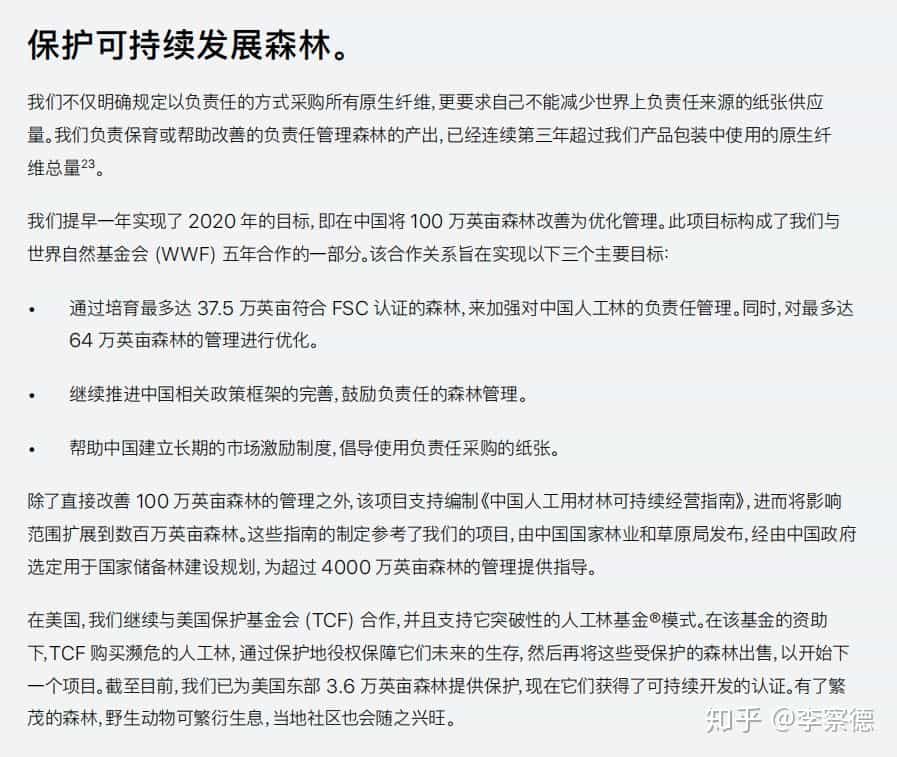 保护可持续发展森林。
我们不仅明确规定以负责任的方式采购所有原生纤维,更要求自己不能减少世界上负责任来源的纸张供应
量。我们负责保育或帮助改善的负责任管理森林的产出,已经连续第三年超过我们产品包装中使用的原生纤
维总量²³。
我们提早一年实现了 2020 年的目标,即在中国将 100 万英亩森林改善为优化管理。此项目标构成了我们与
世界自然基金会 (WWF) 五年合作的一部分。该合作关系旨在实现以下三个主要目标:
• 通过培育最多达 37.5 万英亩符合 FSC 认证的森林,来加强对中国人工林的负责任管理。同时,对最多达
64 万英亩森林的管理进行优化。
• 继续推进中国相关政策框架的完善,鼓励负责任的森林管理。
• 帮助中国建立长期的市场激励制度,倡导使用负责任采购的纸张。
除了直接改善 100 万英亩森林的管理之外,该项目支持编制《中国人工用材林可持续经营指南》,进而将影响
范围扩展到数百万英亩森林。这些指南的制定参考了我们的项目,由中国国家林业和草原局发布,经由中国政府
选定用于国家储备林建设规划,为超过 4000 万英亩森林的管理提供指导。
在美国,我们继续与美国保护基金会 (TCF) 合作,并且支持它突破性的人工林基金®模式。在该基金的资助
下,TCF 购买濒危的人工林,通过保护地役权保障它们未来的生存,然后再将这些受保护的森林出售,以开始下
一个项目。截至目前,我们已为美国东部 3.6 万英亩森林提供保护,现在它们获得了可持续开发的认证。有了繁
茂的森林,野生动物可繁衍生息,当地社区也会随之兴旺。
知乎 @李察德